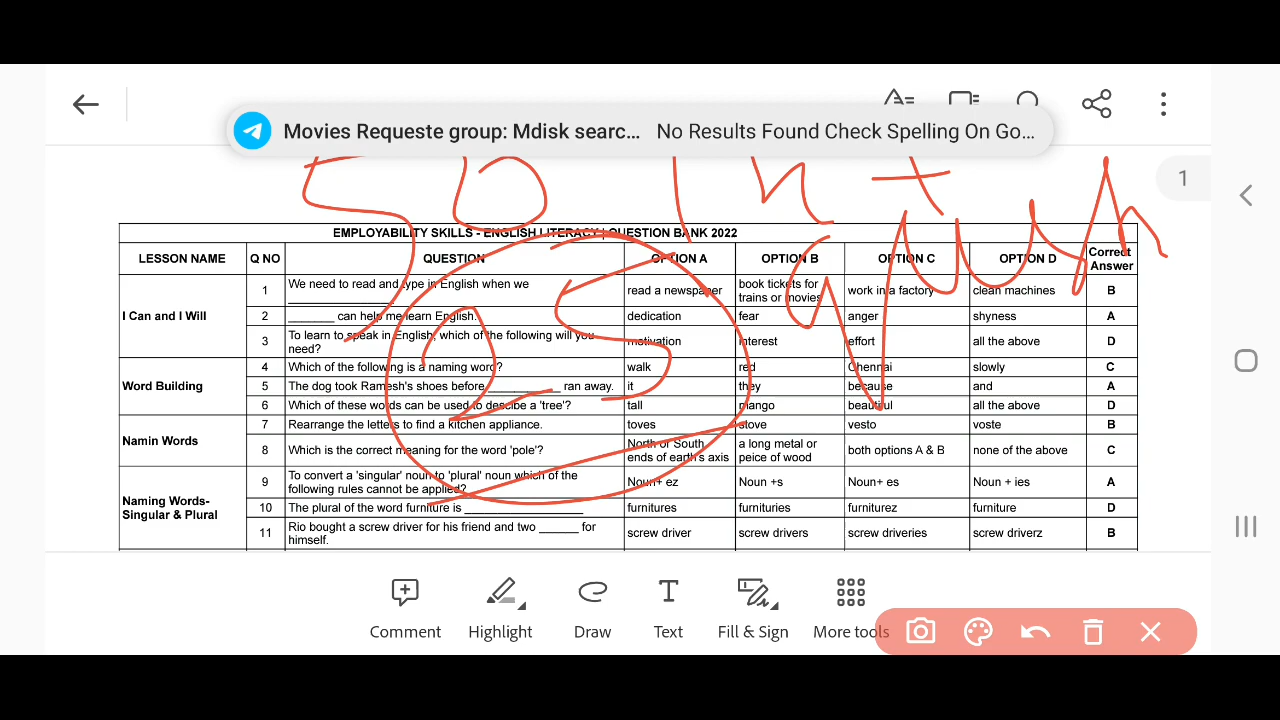 Movies Requeste group: Mdisk searc... No Results Found Check Spelling On Go...
1
50
25
EMPLOYABILITY SKILLS - ENGLISH LITERACY | QUESTION BANK 2022
LESSON NAME Q NO QUESTION OPTION A OPTION B OPTION C OPTION D Correct Answer
I Can and I Will
1 We need to read and type in English when we ________________. read a newspaper book tickets for trains or movies work in a factory clean machines B
2 _______ can help me learn English. dedication fear anger shyness A
3 To learn to speak in English, which of the following will you need? motivation interest effort all the above D
Word Building
4 Which of the following is a naming word? walk red Chennai slowly C
5 The dog took Ramesh's shoes before ___________ ran away. it they because and A
6 Which of these words can be used to descibe a 'tree'? tall mango beautiful all the above D
Namin Words
7 Rearrange the letters to find a kitchen appliance. toves stove vesto voste B
8 Which is the correct meaning for the word 'pole'? North or South ends of earth's axis a long metal or peice of wood both options A & B none of the above C
Naming Words- Singular & Plural
9 To convert a 'singular' noun to 'plural' noun which of the following rules cannot be applied? Noun+ ez Noun +s Noun+ es Noun + ies A
10 The plural of the word furniture is __________________ furnitures furnituries furniturez furniture D
11 Rio bought a screw driver for his friend and two ______ for himself. screw driver screw drivers screw driveries screw driverz B
Comment Highlight Draw Text Fill & Sign More tools